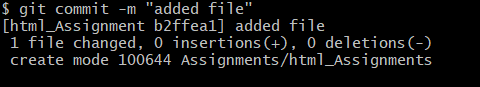 $ git commit -m "added file"
[html_Assignment b2ffea1] added file
 1 file changed, 0 insertions(+), 0 deletions(-)
 create mode 100644 Assignments/html_Assignments